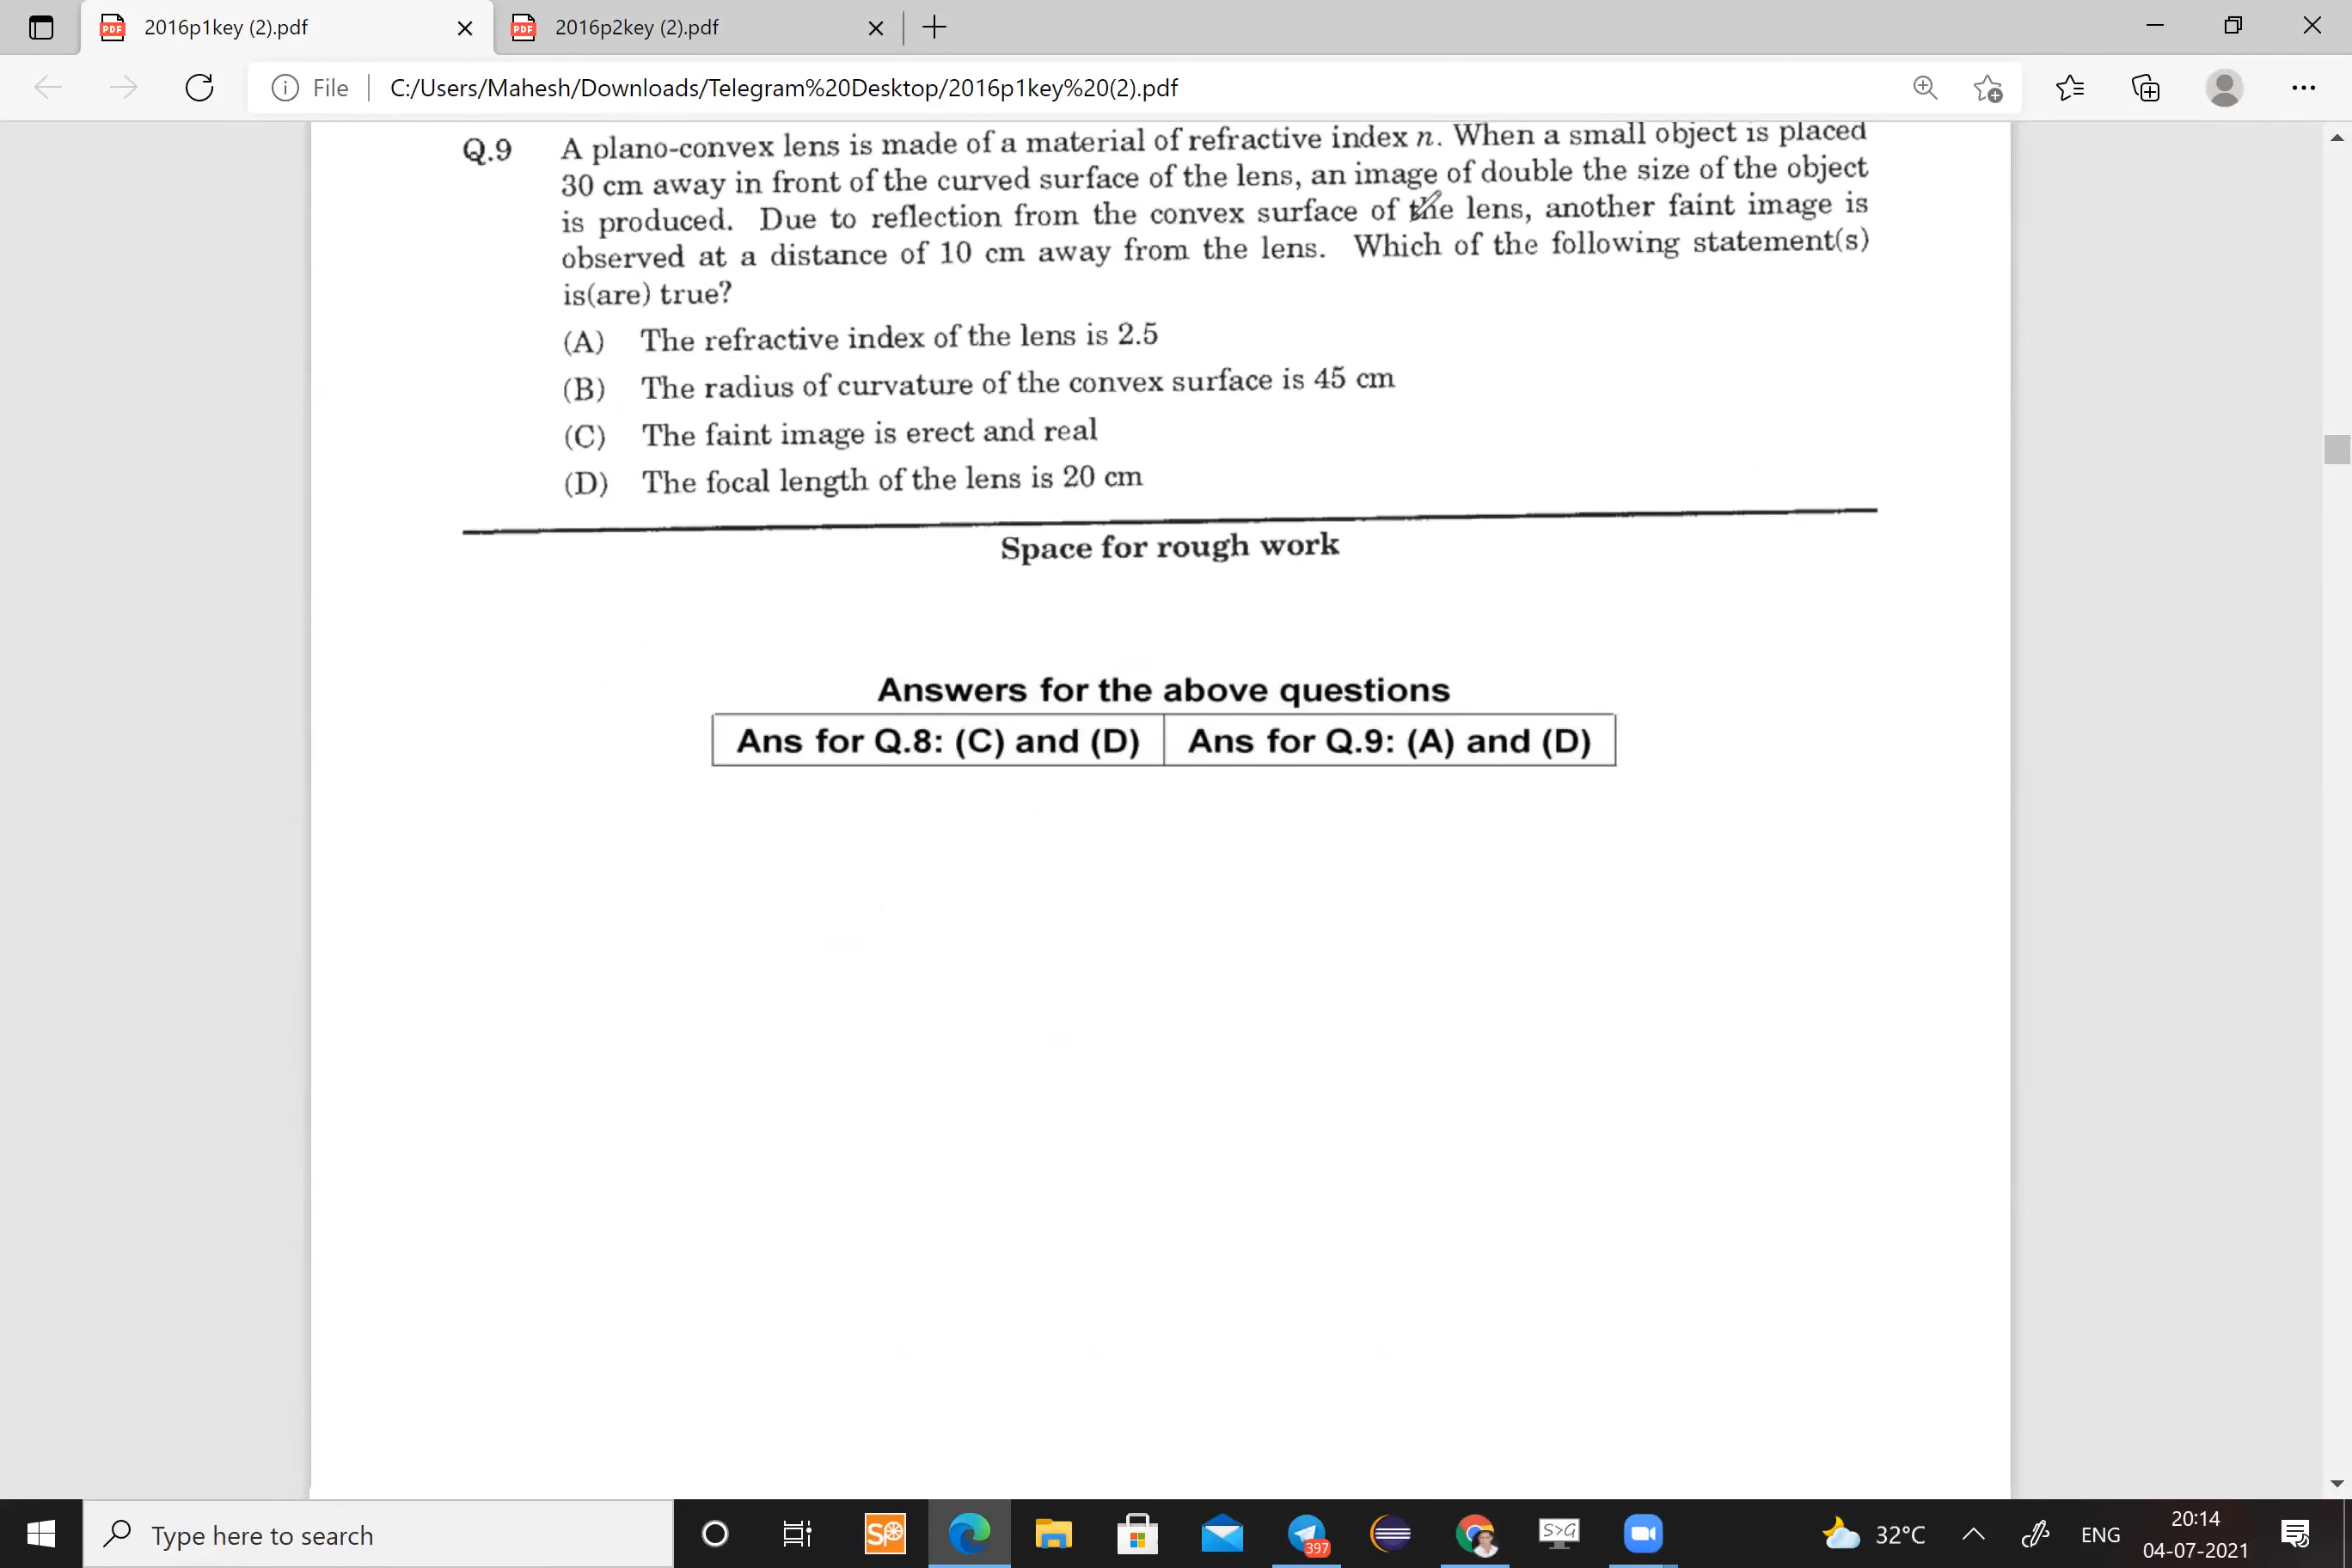 2016p1key (2).pdf
2016p2key (2).pdf
File
C:/Users/Mahesh/Downloads/Telegram%20Desktop/2016p1key%20(2).pdf
Q.9 A plano-convex lens is made of a material of refractive index n. When a small object is placed
30 cm away in front of the curved surface of the lens, an image of double the size of the object
is produced. Due to reflection from the convex surface of the lens, another faint image is
observed at a distance of 10 cm away from the lens. Which of the following statement(s)
is(are) true?
(A) The refractive index of the lens is 2.5
(B) The radius of curvature of the convex surface is 45 cm
(C) The faint image is erect and real
(D) The focal length of the lens is 20 cm
Space for rough work
Answers for the above questions
Ans for Q.8: (C) and (D) Ans for Q.9: (A) and (D)
Type here to search
397
S>G
32°C
ENG
20:14
04-07-2021